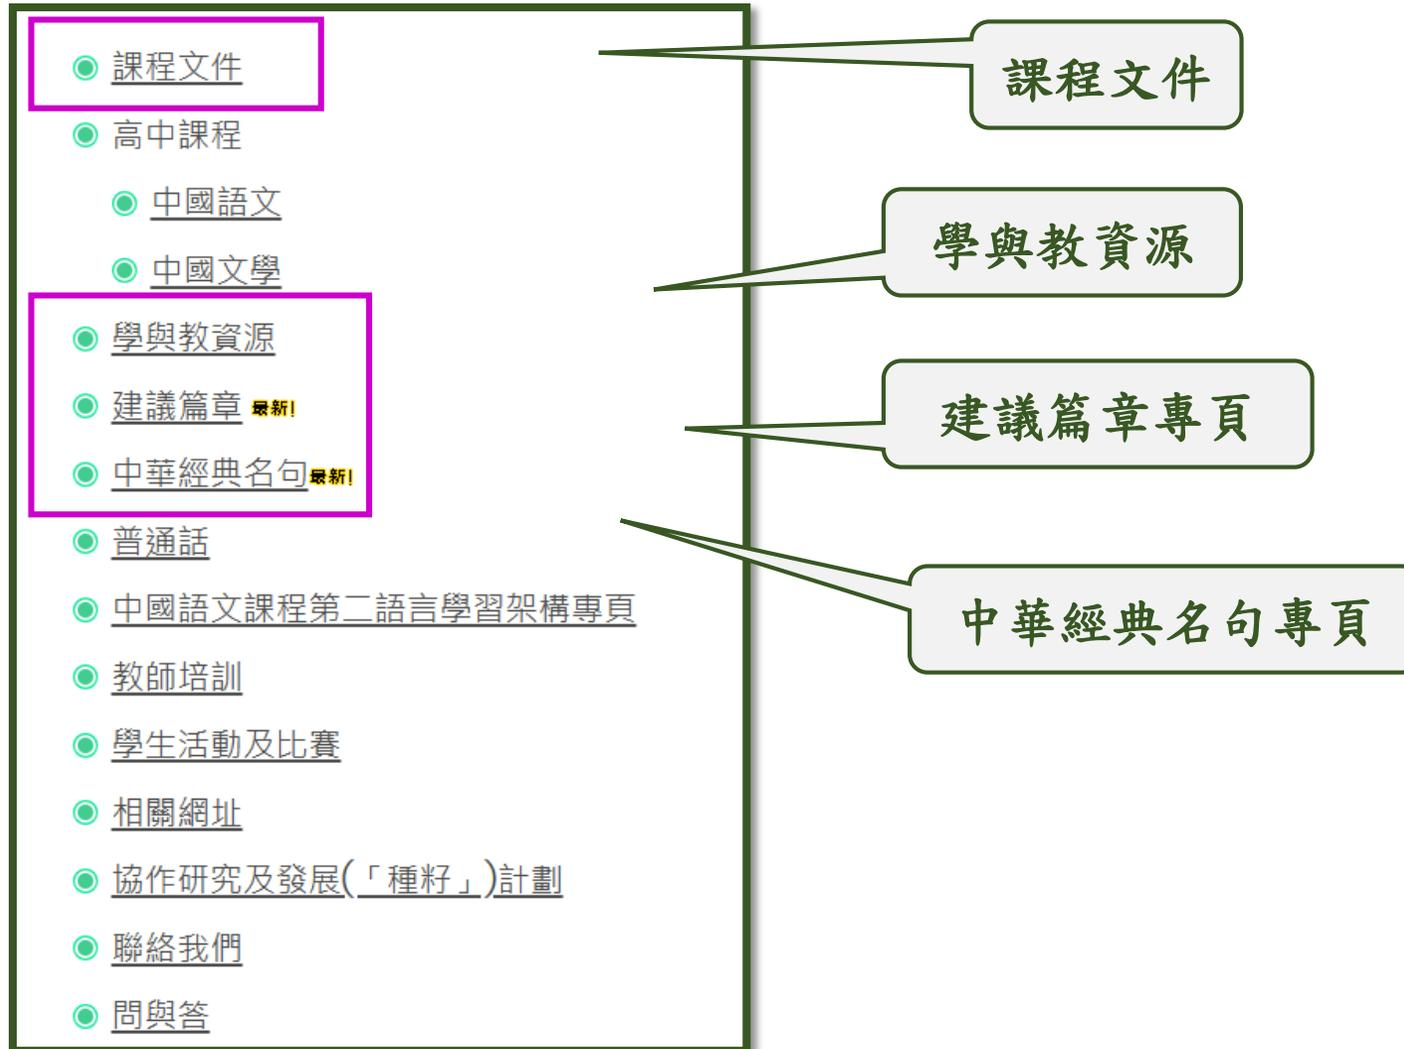 課程文件
高中課程
中國語文
中國文學
學與教資源
建議篇章 最新!
中華經典名句最新!
普通話
中國語文課程第二語言學習架構專頁
教師培訓
學生活動及比賽
相關網址
協作研究及發展(「種籽」)計劃
聯絡我們
問與答
課程文件
學與教資源
建議篇章專頁
中華經典名句專頁